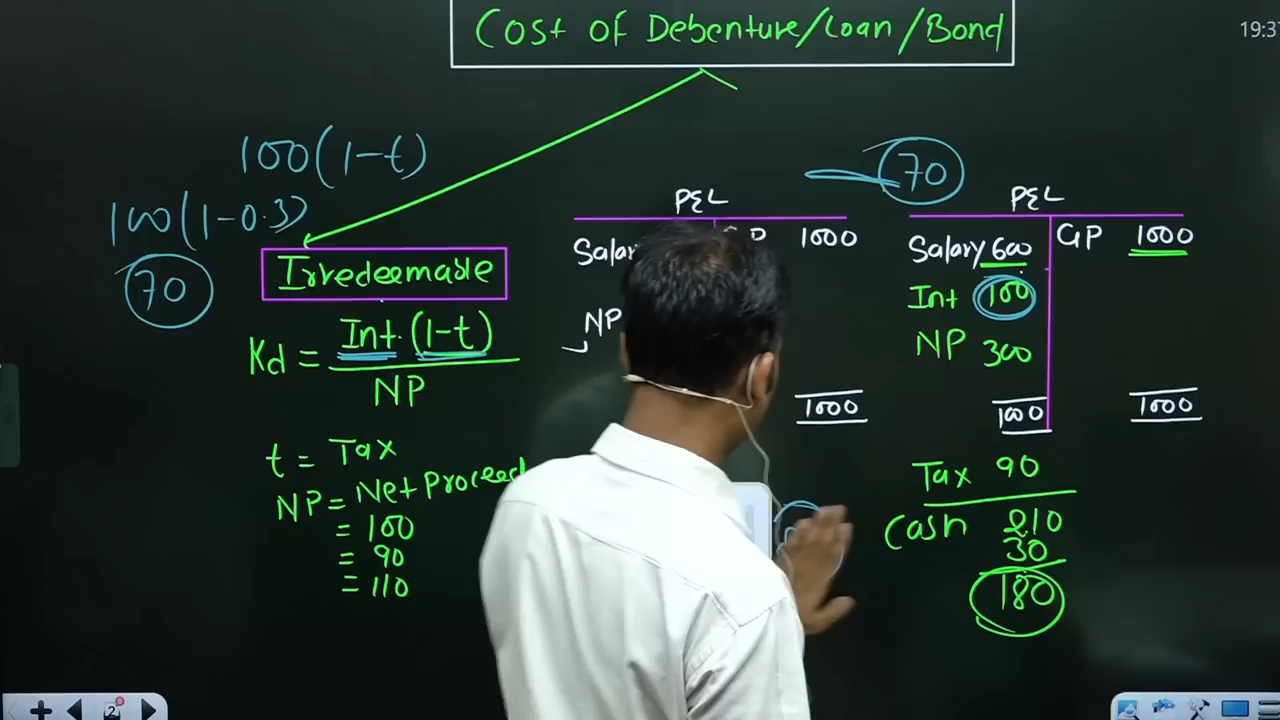 Cost of Debenture/Loan/Bond
19:3
100(1-t)
100(1-0.3)
70
Irredeemable
Kd = Int.(1-t)
NP
t = Tax
NP = Net Proceed
= 100
= 90
= 110
P&L
1000
NP
1000
70
P&L
Salary 600 GP 1000
Int 100
NP 300
1000 1000
Tax 90
Cash 210
30
180
2